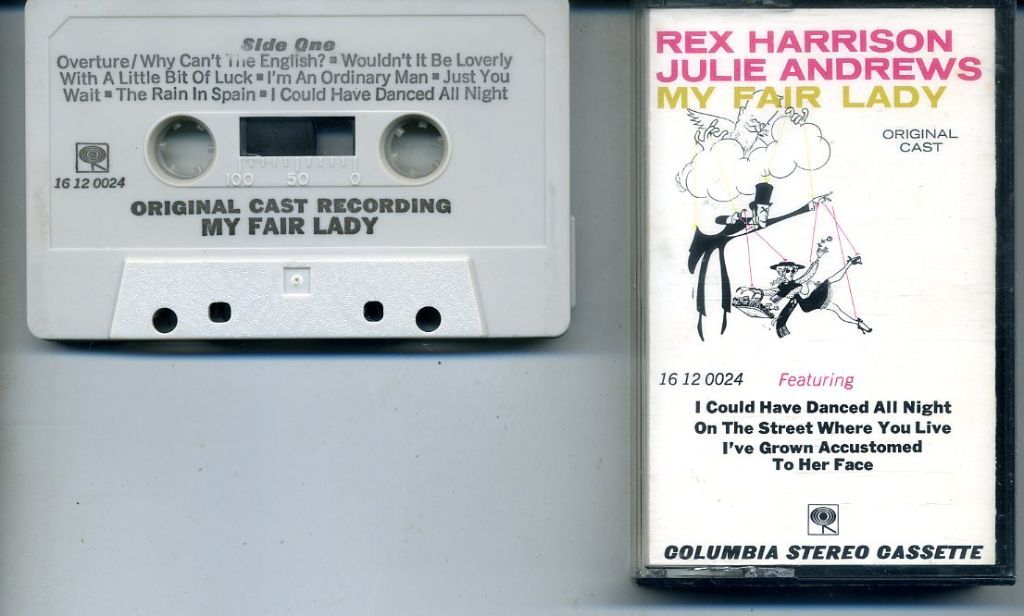 Side One
Overture/Why Can't The English? ▪ Wouldn't It Be Loverly
With A Little Bit Of Luck ▪ I'm An Ordinary Man ▪ Just You
Wait ▪ The Rain In Spain ▪ I Could Have Danced All Night
100 50 0
16 12 0024
ORIGINAL CAST RECORDING
MY FAIR LADY
REX HARRISON
JULIE ANDREWS
MY FAIR LADY
ORIGINAL
CAST
16 12 0024 Featuring
I Could Have Danced All Night
On The Street Where You Live
I've Grown Accustomed
To Her Face
COLUMBIA STEREO CASSETTE